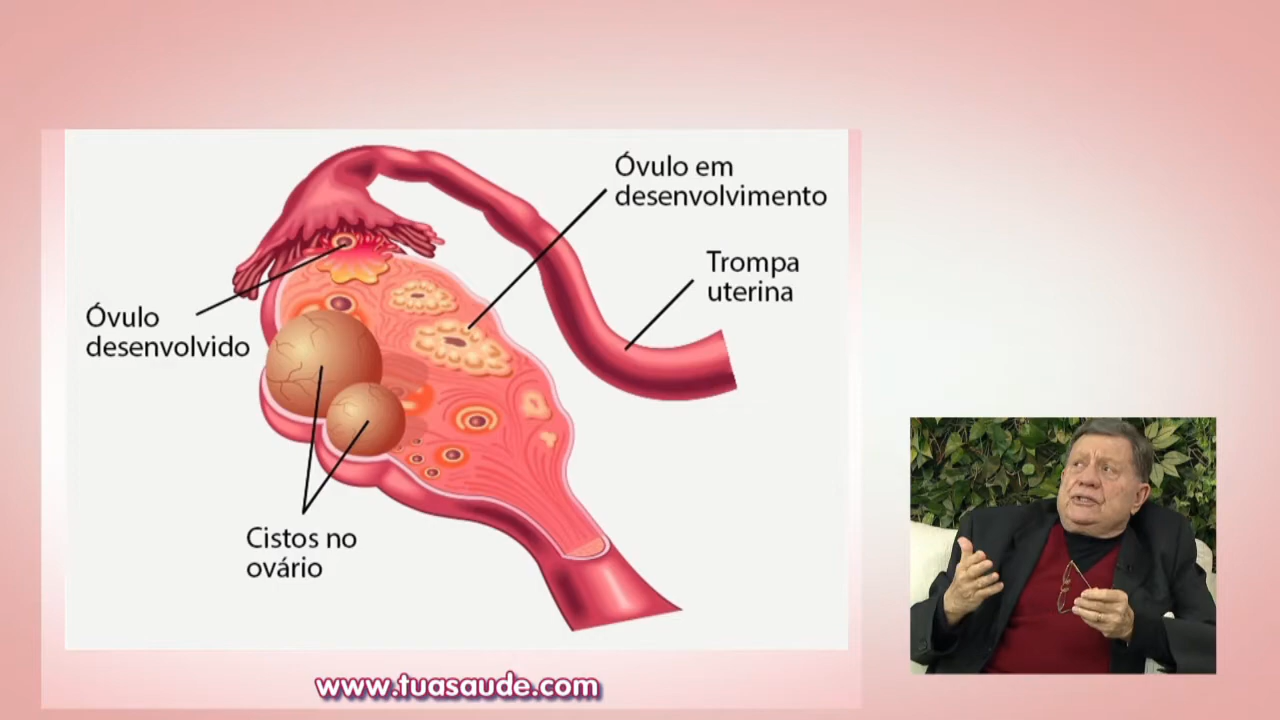 Óvulo em
desenvolvimento
Trompa
uterina
Óvulo
desenvolvido
Cistos no
ovário
www.tuasaude.com